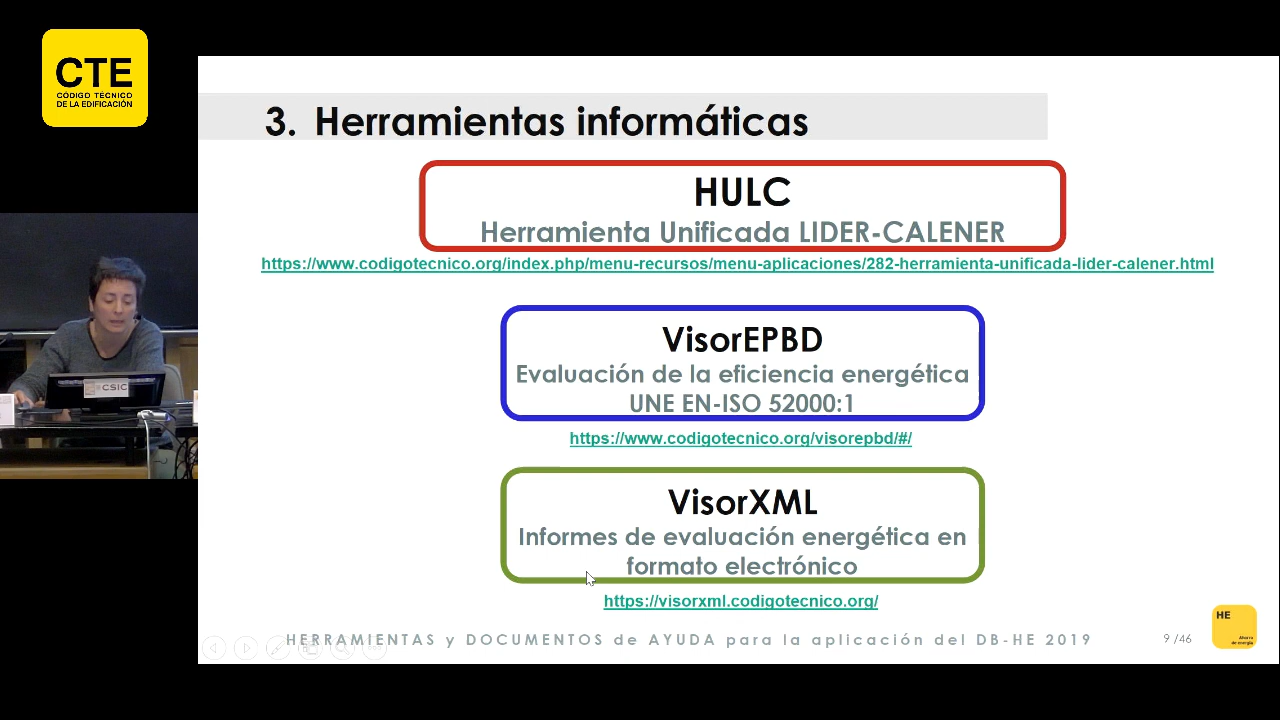 CTE
CÓDIGO TÉCNICO
DE LA EDIFICACIÓN
3. Herramientas informáticas
HULC
Herramienta Unificada LIDER-CALENER
https://www.codigotecnico.org/index.php/menu-recursos/menu-aplicaciones/282-herramienta-unificada-lider-calener.html
VisorEPBD
Evaluación de la eficiencia energética
UNE EN-ISO 52000:1
https://www.codigotecnico.org/visorepbd/#/
CSIC
VisorXML
Informes de evaluación energética en
formato electrónico
https://visorxml.codigotecnico.org/
HERRAMIENTAS y DOCUMENTOS de AYUDA para la aplicación del DB-HE 2019
9 /46
HE
Ahorro
de energía